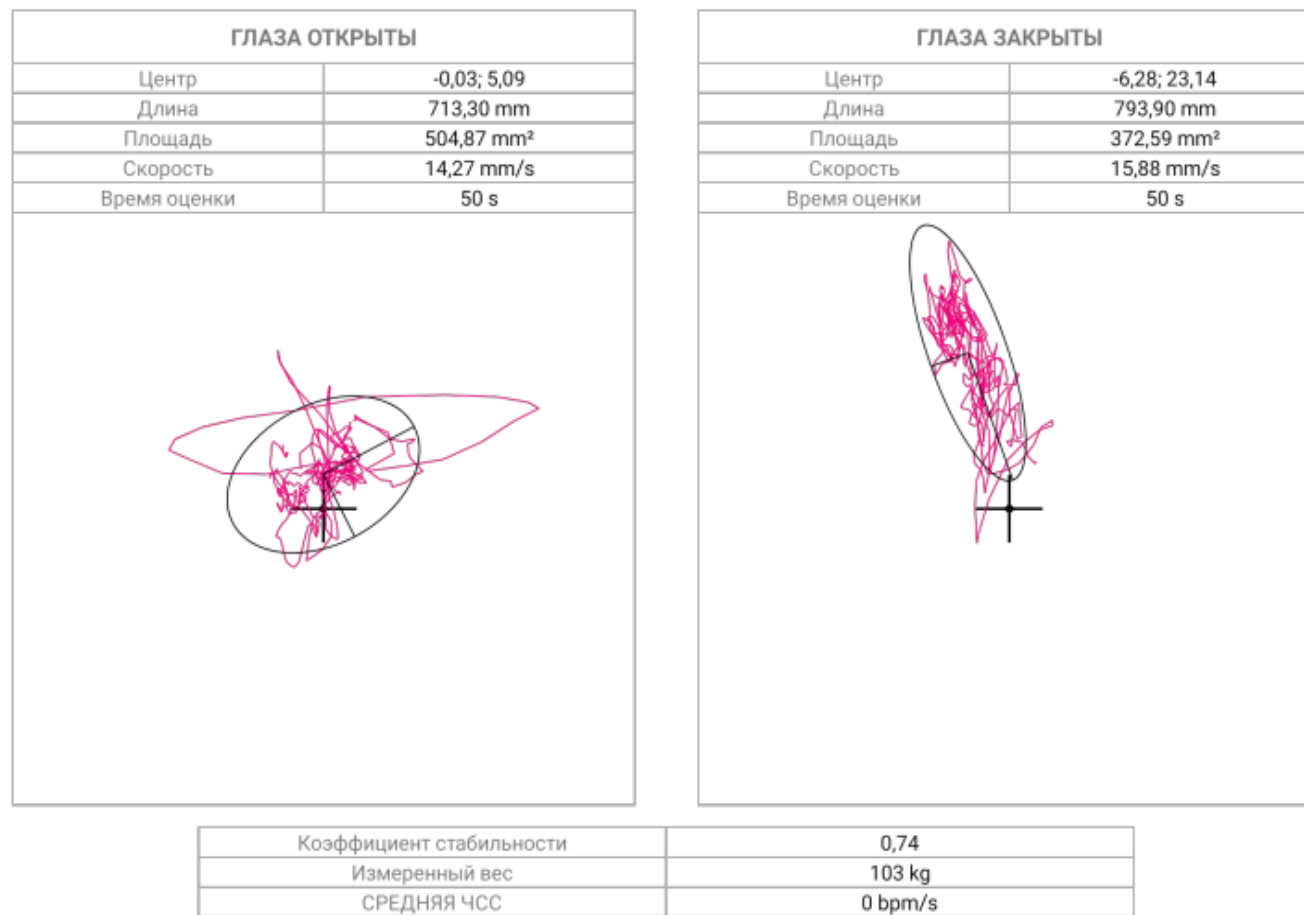 ГЛАЗА ОТКРЫТЫ
Центр -0,03; 5,09
Длина 713,30 mm
Площадь 504,87 mm²
Скорость 14,27 mm/s
Время оценки 50 s
ГЛАЗА ЗАКРЫТЫ
Центр -6,28; 23,14
Длина 793,90 mm
Площадь 372,59 mm²
Скорость 15,88 mm/s
Время оценки 50 s
Коэффициент стабильности 0,74
Измеренный вес 103 kg
СРЕДНЯЯ ЧСС 0 bpm/s